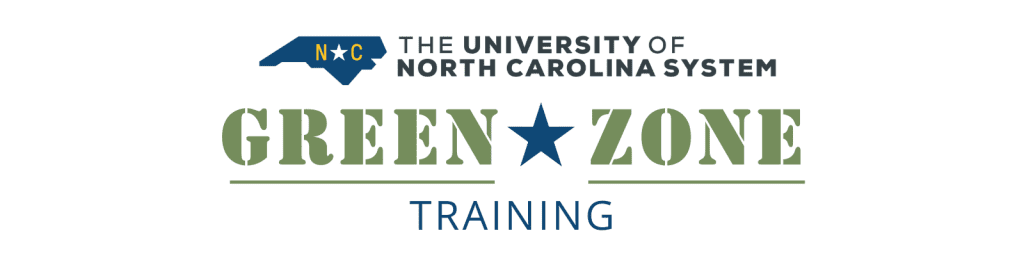 N C THE UNIVERSITY OF
NORTH CAROLINA SYSTEM
GREEN ZONE
TRAINING